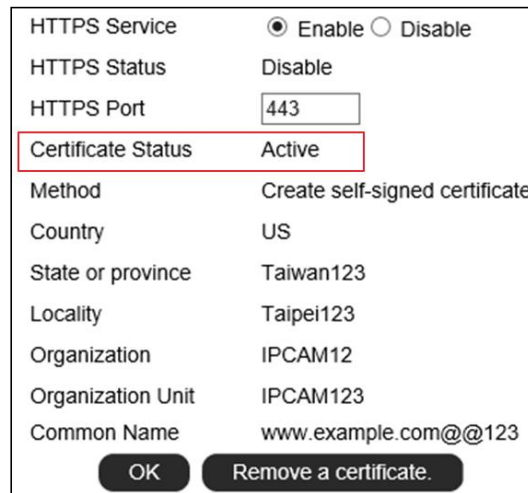 HTTPS Service Enable Disable
HTTPS Status Disable
HTTPS Port 443
Certificate Status Active
Method Create self-signed certificate
Country US
State or province Taiwan123
Locality Taipei123
Organization IPCAM12
Organization Unit IPCAM123
Common Name www.example.com@@123
OK Remove a certificate.